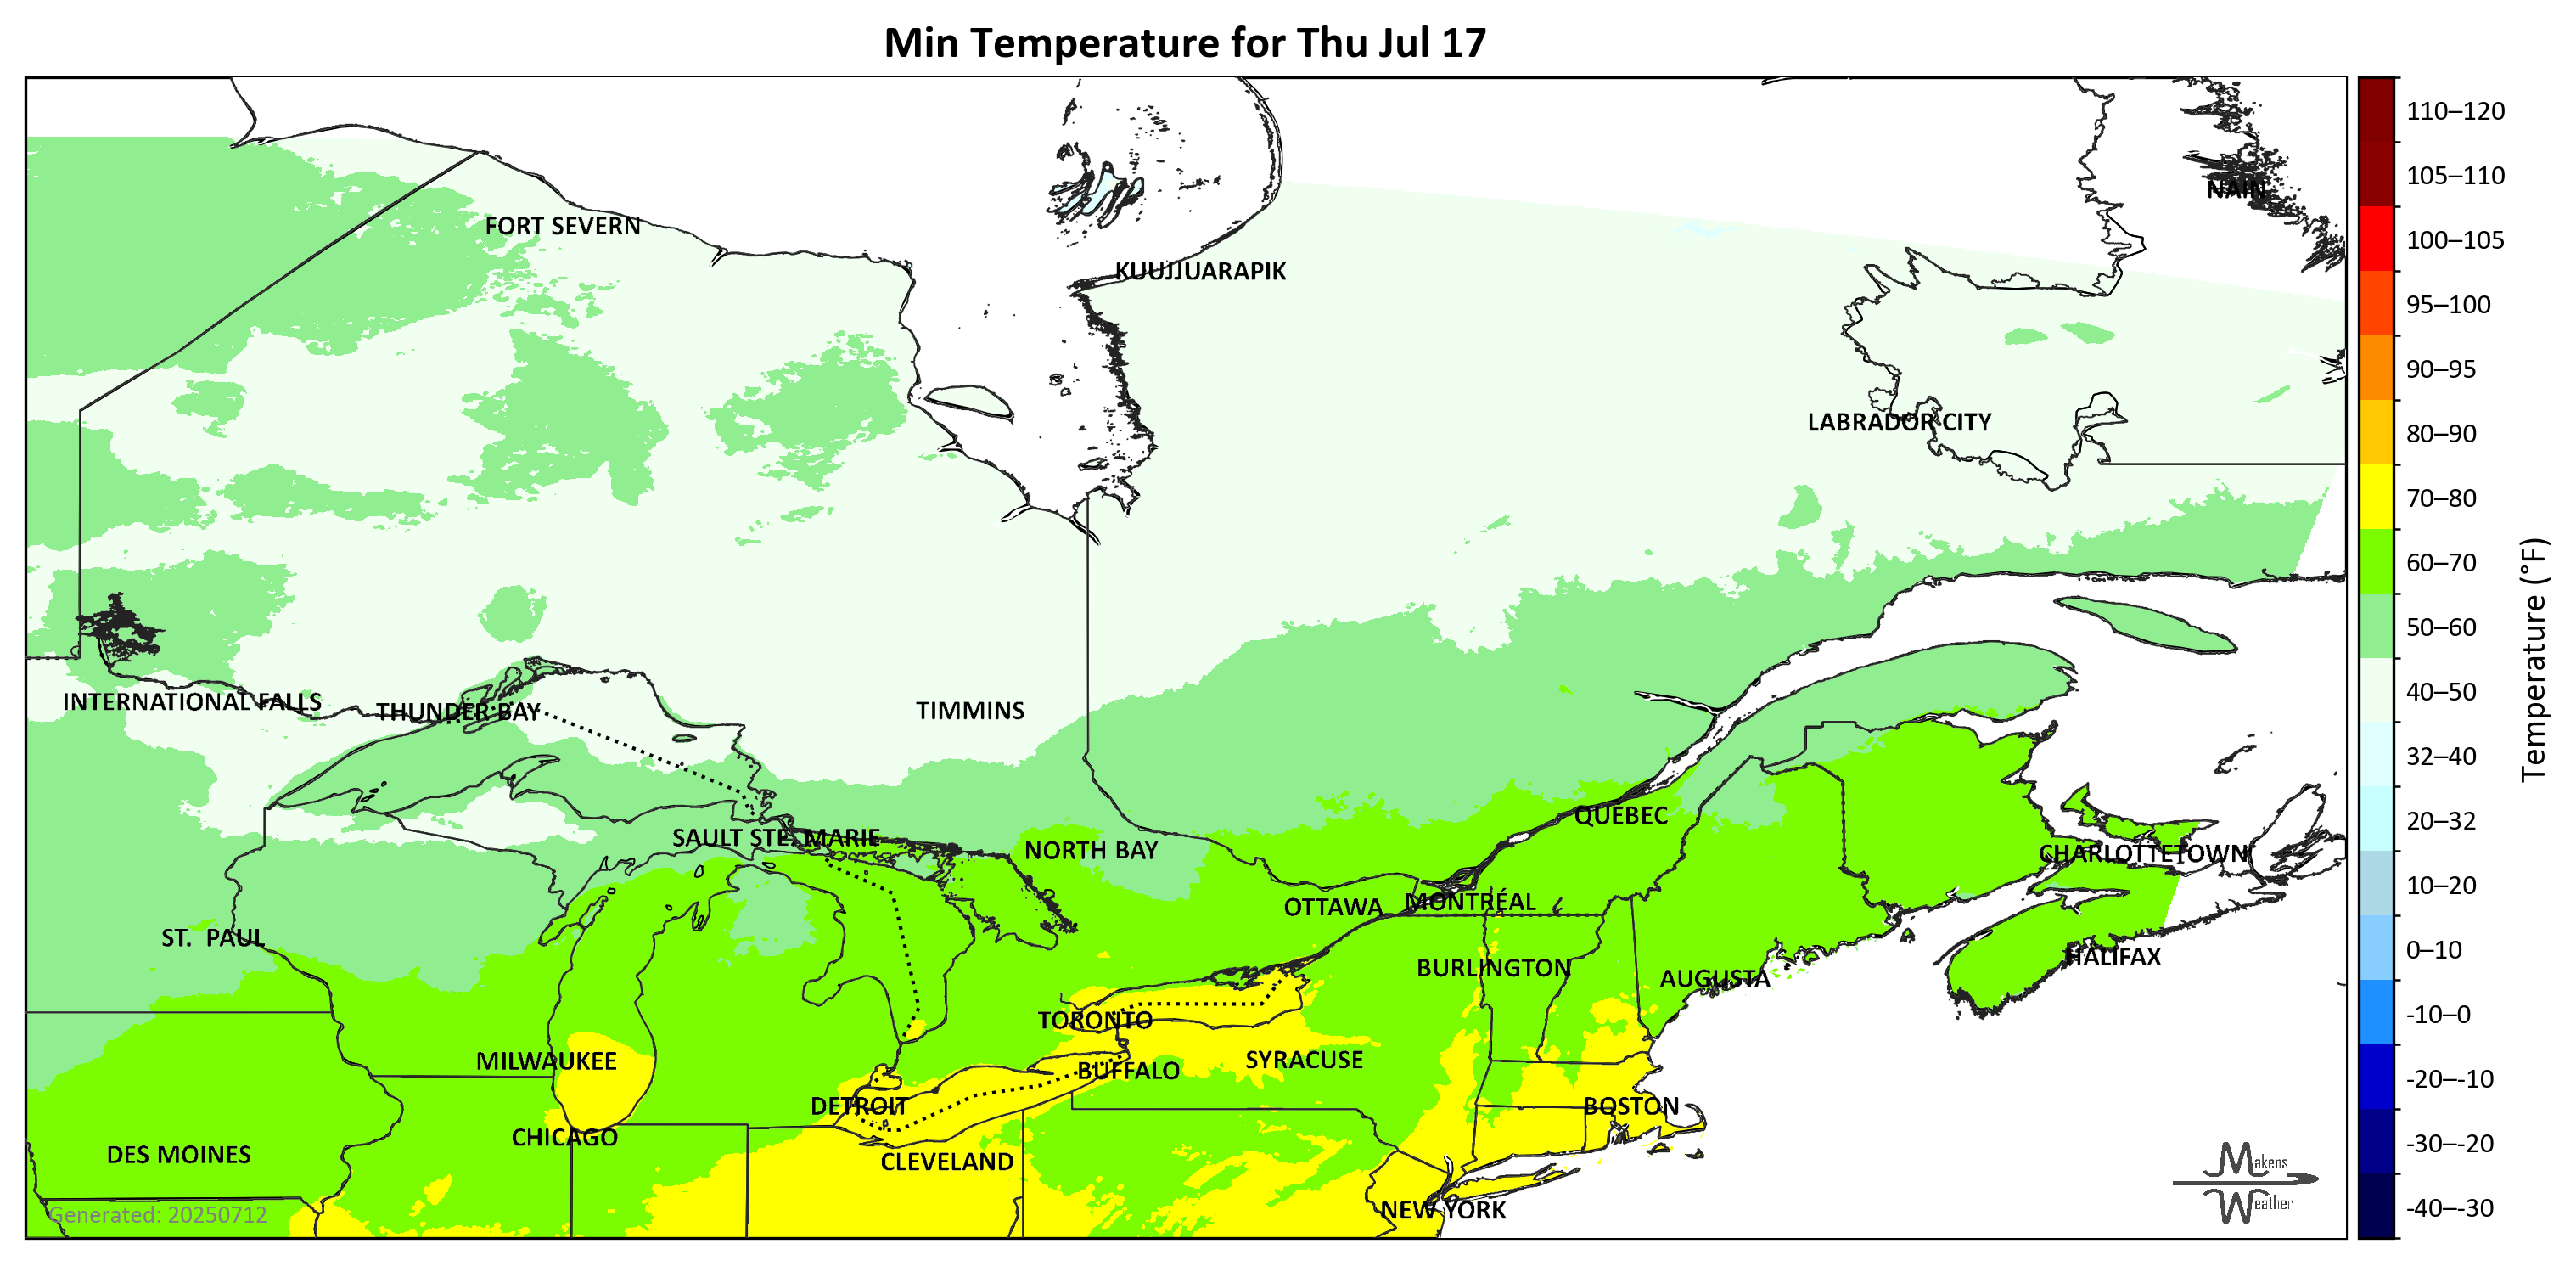 Min Temperature for Thu Jul 17
110–120
105–110
100–105
95–100
90–95
80–90
70–80
60–70
50–60
40–50
32–40
20–32
10–20
0–10
-10–0
-20–-10
-30–-20
-40–-30
Temperature (°F)
NAIN
FORT SEVERN
KUUJJUARAPIK
LABRADOR CITY
INTERNATIONAL FALLS
THUNDER BAY
TIMMINS
SAULT STE. MARIE
NORTH BAY
QUÉBEC
CHARLOTTETOWN
OTTAWA
MONTRÉAL
ST. PAUL
BURLINGTON
AUGUSTA
HALIFAX
TORONTO
MILWAUKEE
BUFFALO
SYRACUSE
DETROIT
BOSTON
CHICAGO
DES MOINES
CLEVELAND
NEW YORK
Generated: 20250712
Makens
Weather